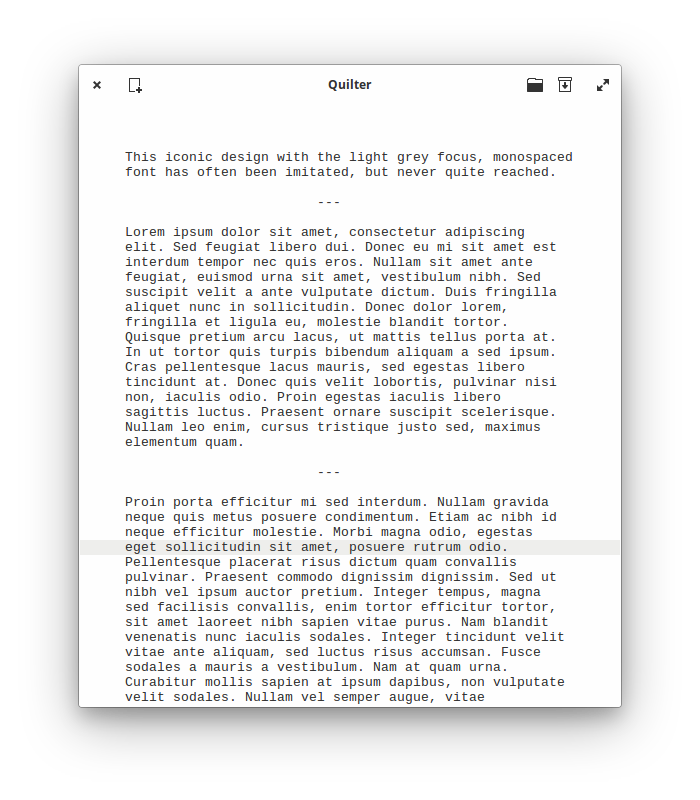 Quilter
This iconic design with the light grey focus, monospaced
font has often been imitated, but never quite reached.
---
Lorem ipsum dolor sit amet, consectetur adipiscing
elit. Sed feugiat libero dui. Donec eu mi sit amet est
interdum tempor nec quis eros. Nullam sit amet ante
feugiat, euismod urna sit amet, vestibulum nibh. Sed
suscipit velit a ante vulputate dictum. Duis fringilla
aliquet nunc in sollicitudin. Donec dolor lorem,
fringilla et ligula eu, molestie blandit tortor.
Quisque pretium arcu lacus, ut mattis tellus porta at.
In ut tortor quis turpis bibendum aliquam a sed ipsum.
Cras pellentesque lacus mauris, sed egestas libero
tincidunt at. Donec quis velit lobortis, pulvinar nisi
non, iaculis odio. Proin egestas iaculis libero
sagittis luctus. Praesent ornare suscipit scelerisque.
Nullam leo enim, cursus tristique justo sed, maximus
elementum quam.
---
Proin porta efficitur mi sed interdum. Nullam gravida
neque quis metus posuere condimentum. Etiam ac nibh id
neque efficitur molestie. Morbi magna odio, egestas
eget sollicitudin sit amet, posuere rutrum odio.
Pellentesque placerat risus dictum quam convallis
pulvinar. Praesent commodo dignissim dignissim. Sed ut
nibh vel ipsum auctor pretium. Integer tempus, magna
sed facilisis convallis, enim tortor efficitur tortor,
sit amet laoreet nibh sapien vitae purus. Nam blandit
venenatis nunc iaculis sodales. Integer tincidunt velit
vitae ante aliquam, sed luctus risus accumsan. Fusce
sodales a mauris a vestibulum. Nam at quam urna.
Curabitur mollis sapien at ipsum dapibus, non vulputate
velit sodales. Nullam vel semper augue, vitae